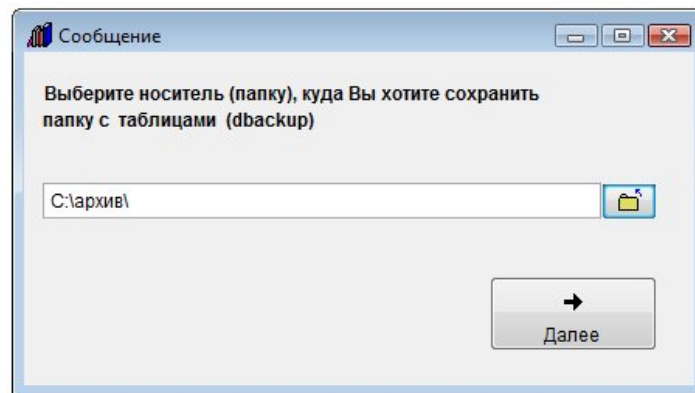 Сообщение
Выберите носитель (папку), куда Вы хотите сохранить
папку с таблицами (dbackup)
C:\архив\
Далее